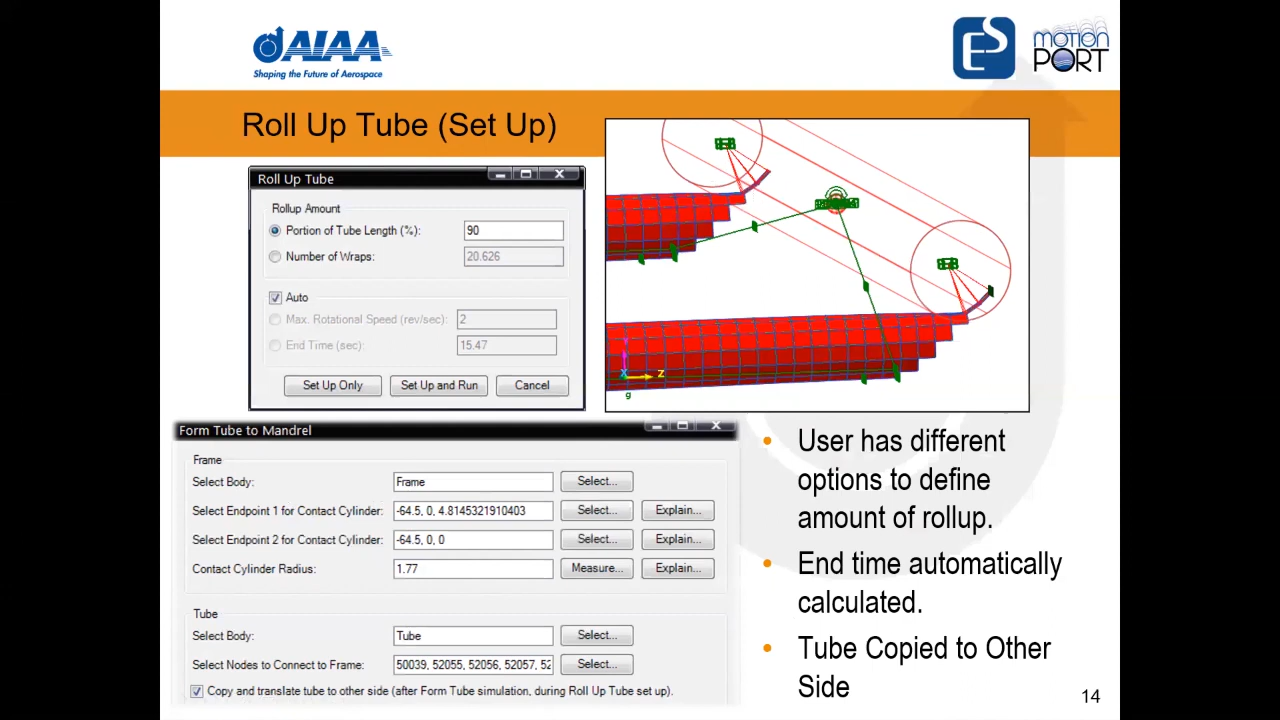 AIAA
Shaping the Future of Aerospace
ES
motion
PORT
Roll Up Tube (Set Up)
Roll Up Tube
Rollup Amount
Portion of Tube Length (%): 90
Number of Wraps: 20.626
Auto
Max. Rotational Speed (rev/sec): 2
End Time (sec): 15.47
Set Up Only Set Up and Run Cancel
Y
X Z
g
Form Tube to Mandrel
Frame
Select Body: Frame Select...
Select Endpoint 1 for Contact Cylinder: -64.5, 0, 4.8145321910403 Select... Explain...
Select Endpoint 2 for Contact Cylinder: -64.5, 0, 0 Select... Explain...
Contact Cylinder Radius: 1.77 Measure... Explain...
Tube
Select Body: Tube Select...
Select Nodes to Connect to Frame: 50039, 52055, 52056, 52057, 52 Select...
Copy and translate tube to other side (after Form Tube simulation, during Roll Up Tube set up).
• User has different
options to define
amount of rollup.
• End time automatically
calculated.
• Tube Copied to Other
Side
14